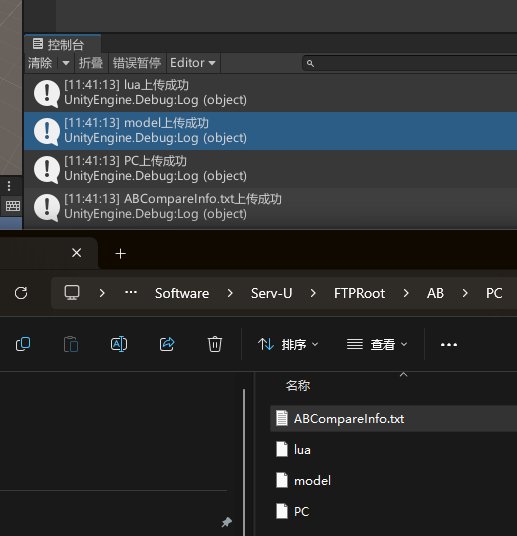 控制台
清除 折叠 错误暂停 Editor
[11:41:13] lua上传成功
UnityEngine.Debug:Log (object)
[11:41:13] model上传成功
UnityEngine.Debug:Log (object)
[11:41:13] PC上传成功
UnityEngine.Debug:Log (object)
[11:41:13] ABCompareInfo.txt上传成功
UnityEngine.Debug:Log (object)
Software > Serv-U > FTPRoot > AB > PC
排序 查看
名称
ABCompareInfo.txt
lua
model
PC